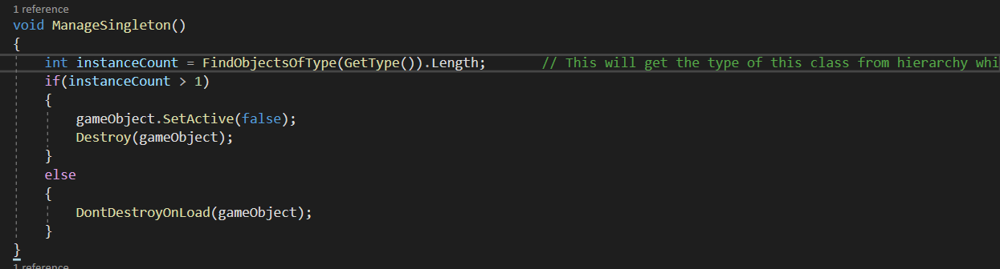 1 reference
void ManageSingleton()
{
int instanceCount = FindObjectsOfType(GetType()).Length; // This will get the type of this class from hierarchy whi
if(instanceCount > 1)
{
gameObject.SetActive(false);
Destroy(gameObject);
}
else
{
DontDestroyOnLoad(gameObject);
}
}
1 reference